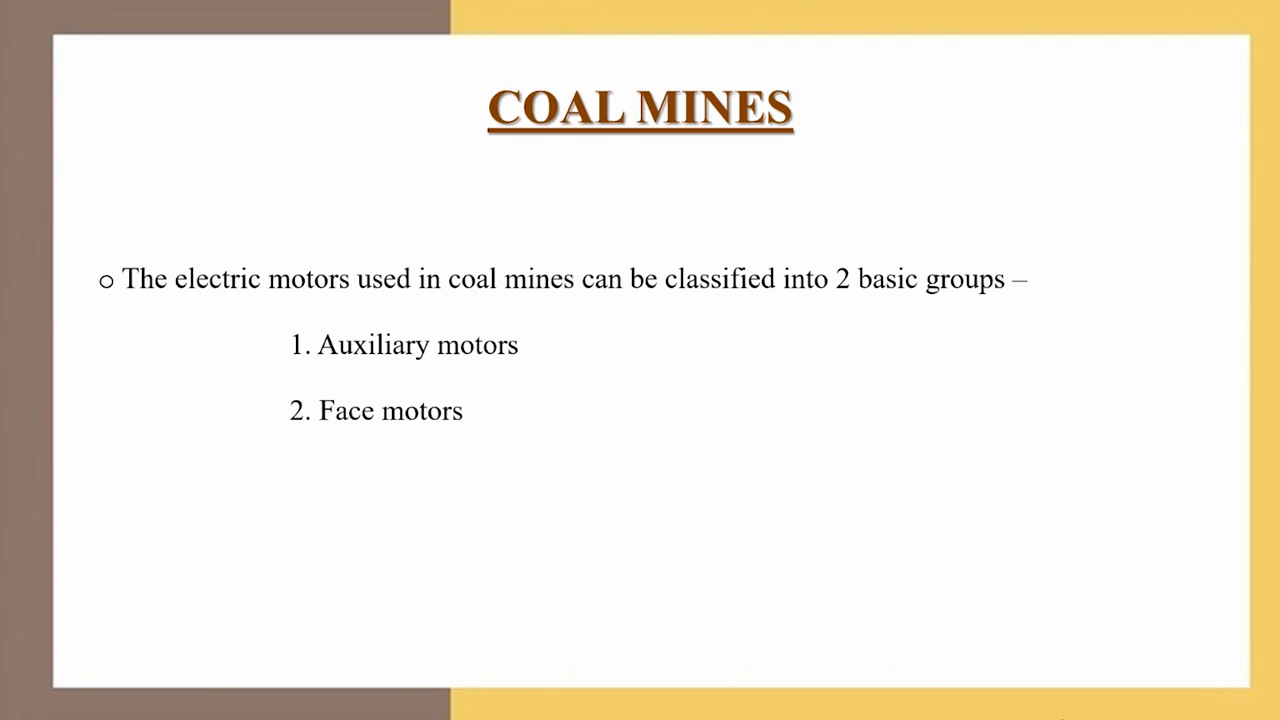 COAL MINES
o The electric motors used in coal mines can be classified into 2 basic groups –
1. Auxiliary motors
2. Face motors